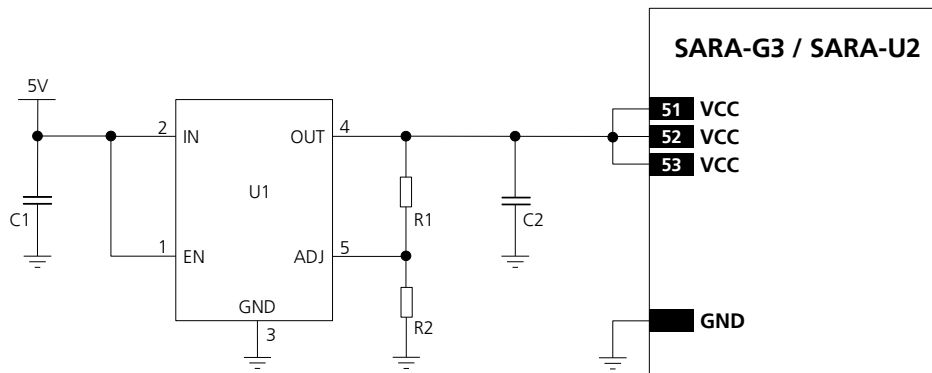 SARA-G3 / SARA-U2
5V
51 VCC
2 IN
OUT 4
52 VCC
53 VCC
U1
C1
R1
C2
1 EN
ADJ 5
GND
3
R2
GND